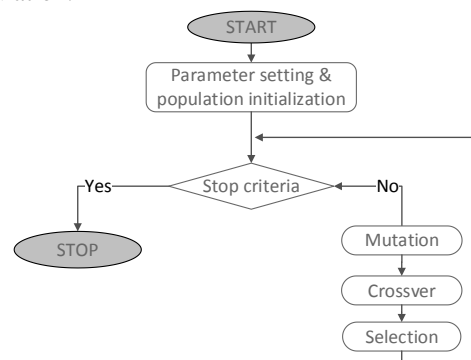 START
Parameter setting &
population initialization
Yes
Stop criteria
No
STOP
Mutation
Crossver
Selection